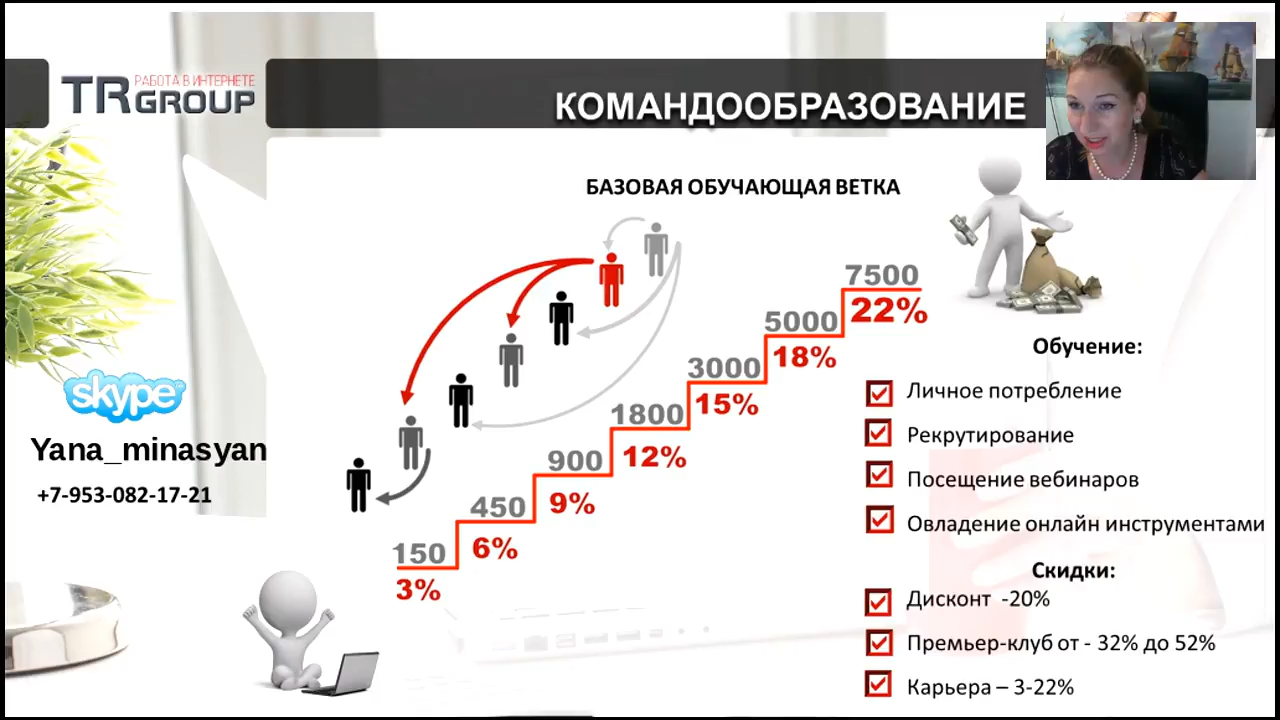 РАБОТА В ИНТЕРНЕТЕ
TRGROUP
КОМАНДООБРАЗОВАНИЕ
БАЗОВАЯ ОБУЧАЮЩАЯ ВЕТКА
7500
22%
5000
18%
3000
15%
1800
12%
900
9%
450
6%
150
3%
skype
Yana_minasyan
+7-953-082-17-21
Обучение:
Личное потребление
Рекрутирование
Посещение вебинаров
Овладение онлайн инструментами
Скидки:
Дисконт -20%
Премьер-клуб от - 32% до 52%
Карьера – 3-22%